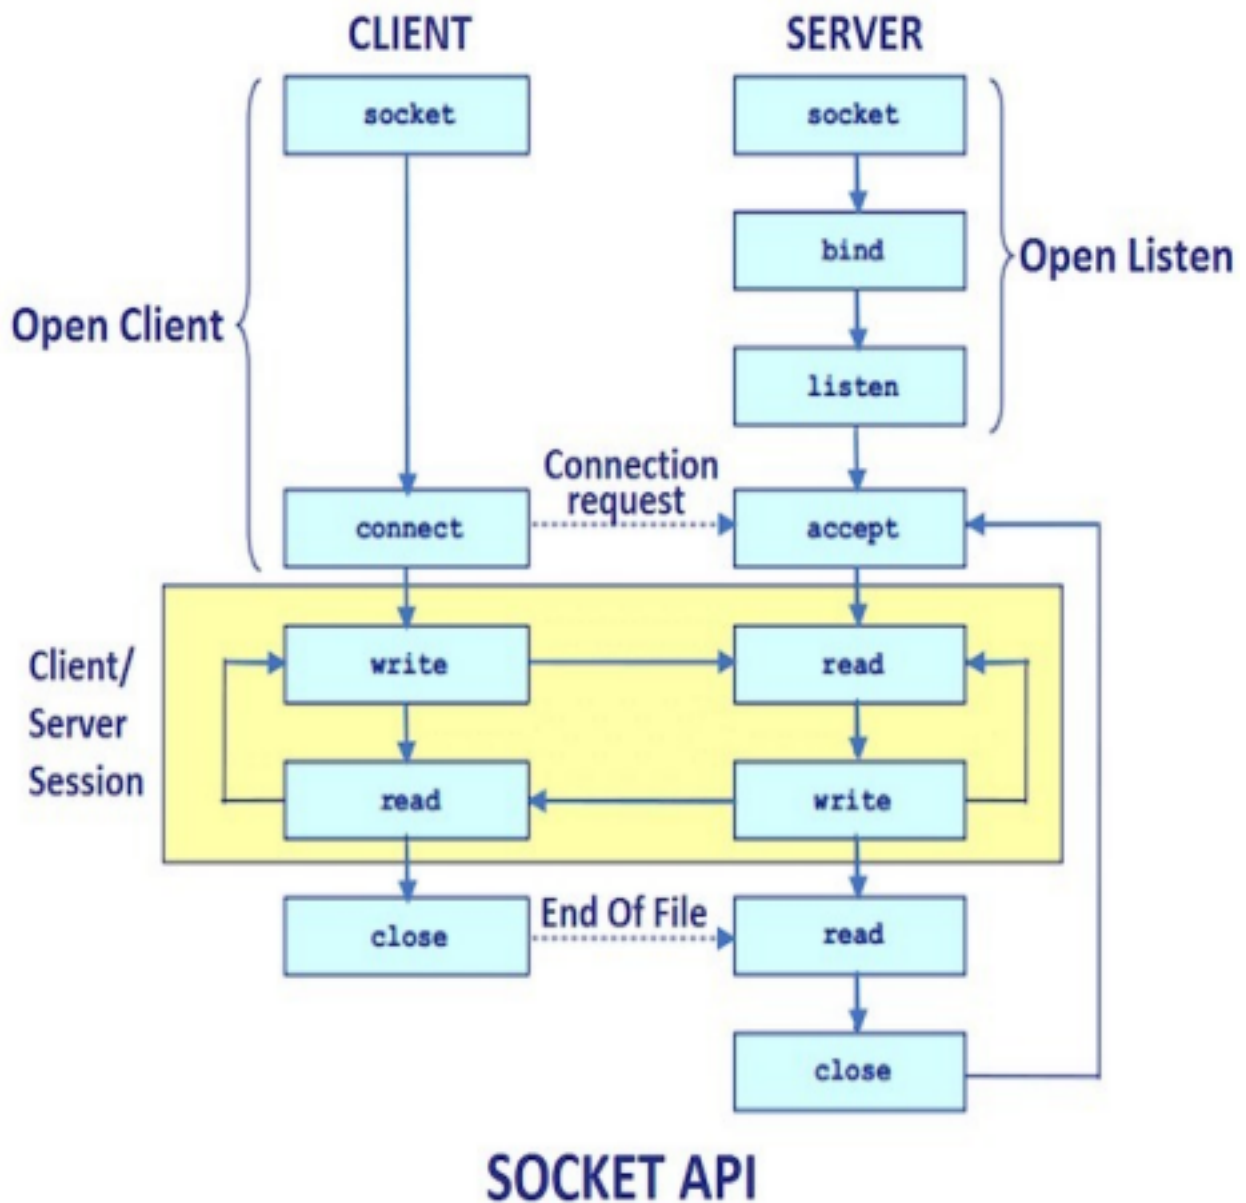 CLIENT
SERVER
socket
socket
bind
Open Listen
Open Client
listen
Connection
request
connect
accept
Client/
Server
Session
write
read
read
write
close
End Of File
read
close
SOCKET API